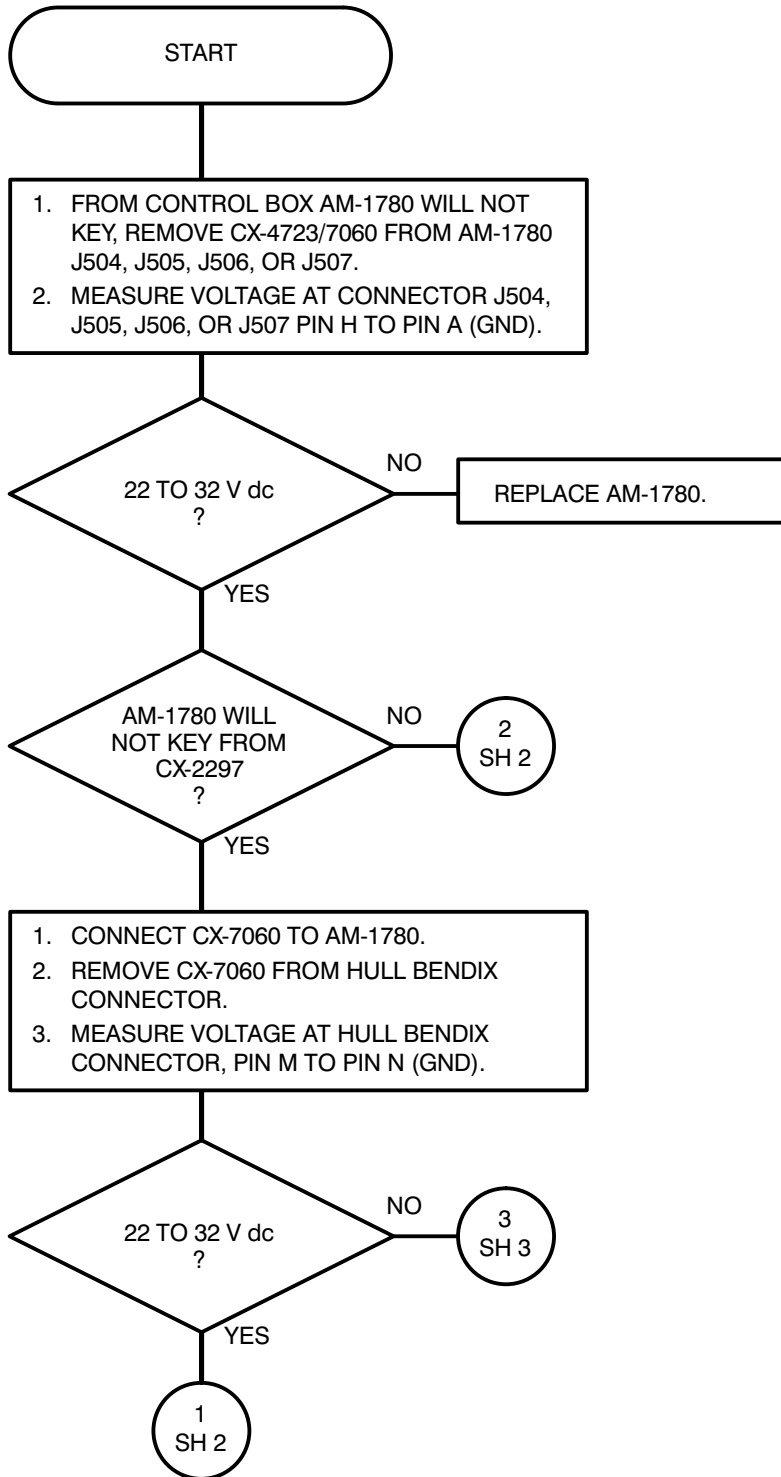 START
1. FROM CONTROL BOX AM-1780 WILL NOT
KEY, REMOVE CX-4723/7060 FROM AM-1780
J504, J505, J506, OR J507.
2. MEASURE VOLTAGE AT CONNECTOR J504,
J505, J506, OR J507 PIN H TO PIN A (GND).
22 TO 32 V dc
?
NO
REPLACE AM-1780.
YES
AM-1780 WILL
NOT KEY FROM
CX-2297
?
NO
2
SH 2
YES
1. CONNECT CX-7060 TO AM-1780.
2. REMOVE CX-7060 FROM HULL BENDIX
CONNECTOR.
3. MEASURE VOLTAGE AT HULL BENDIX
CONNECTOR, PIN M TO PIN N (GND).
22 TO 32 V dc
?
NO
3
SH 3
YES
1
SH 2